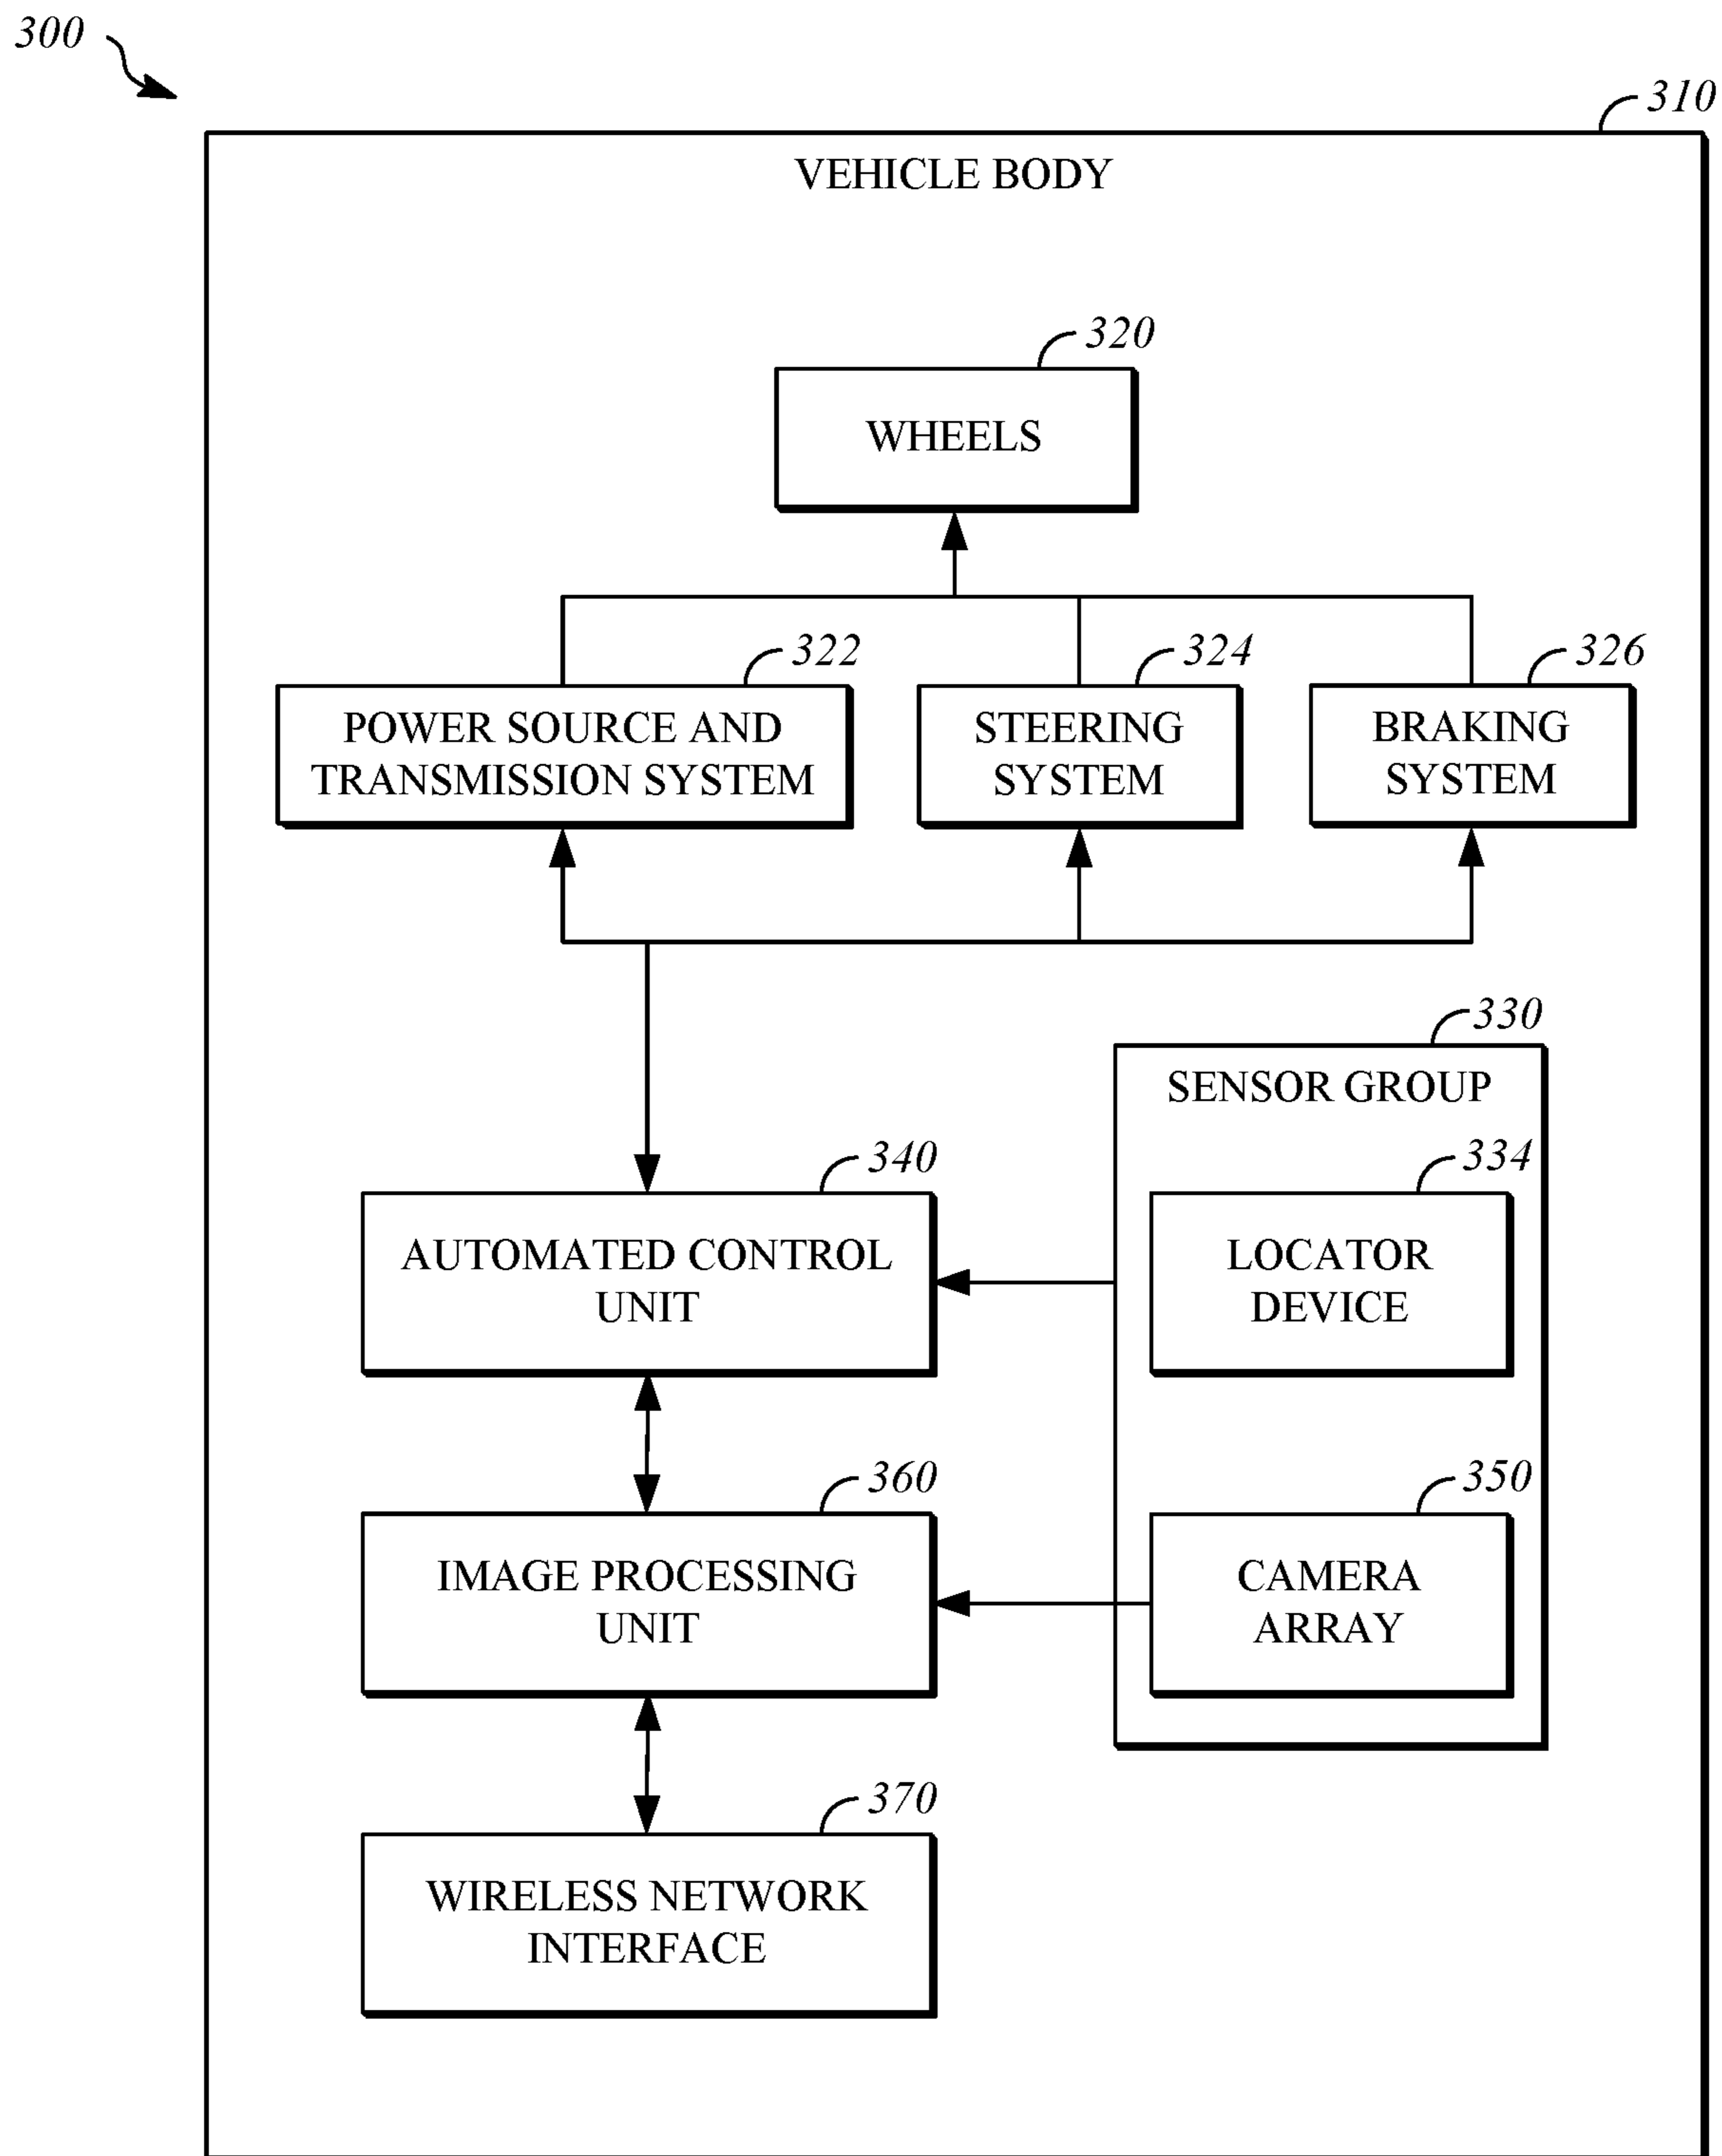 300
310
VEHICLE BODY
320
WHEELS
322
POWER SOURCE AND
TRANSMISSION SYSTEM
324
STEERING
SYSTEM
326
BRAKING
SYSTEM
330
SENSOR GROUP
340
AUTOMATED CONTROL
UNIT
334
LOCATOR
DEVICE
360
IMAGE PROCESSING
UNIT
350
CAMERA
ARRAY
370
WIRELESS NETWORK
INTERFACE